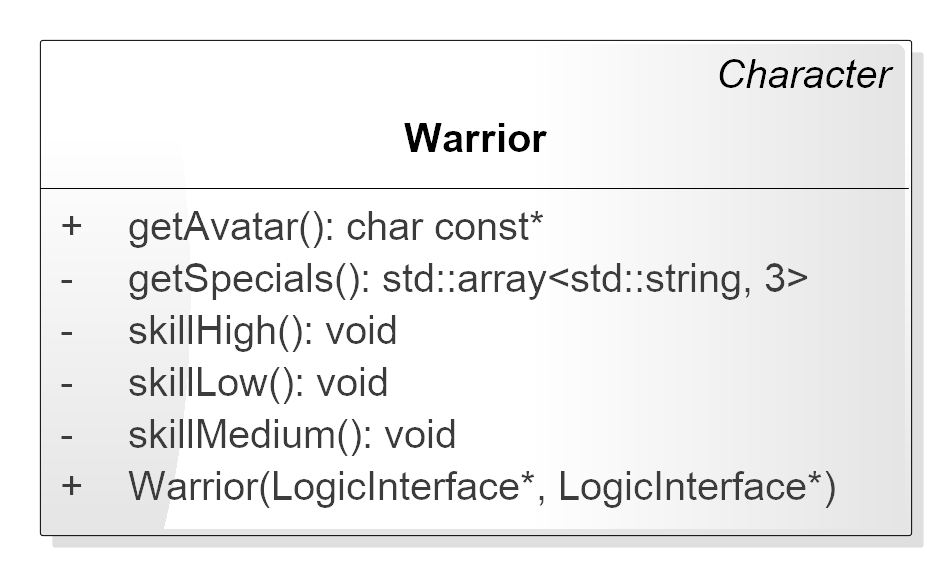 Character
Warrior
+ getAvatar(): char const*
- getSpecials(): std::array<std::string, 3>
- skillHigh(): void
- skillLow(): void
- skillMedium(): void
+ Warrior(LogicInterface*, LogicInterface*)